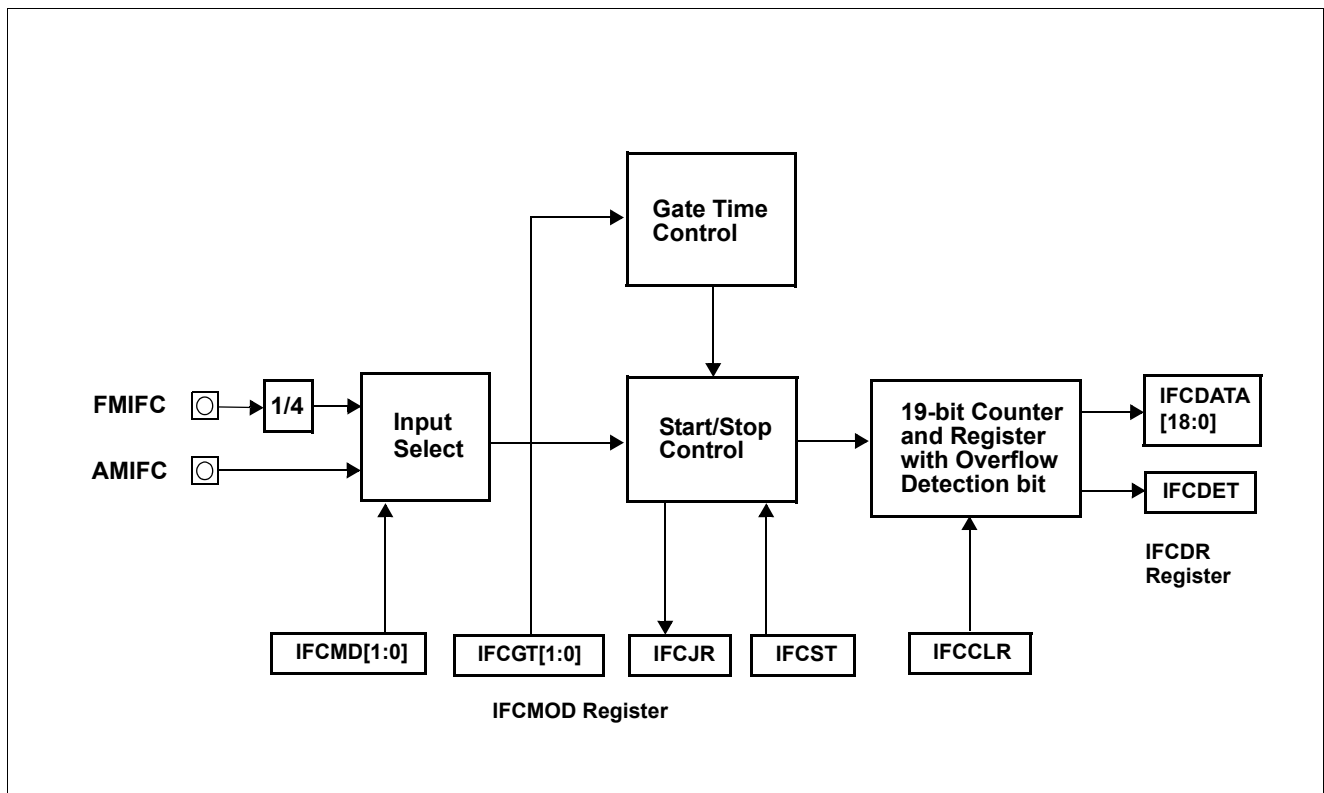 Gate Time
Control
FMIFC
1/4
AMIFC
Input
Select
Start/Stop
Control
19-bit Counter
and Register
with Overflow
Detection bit
IFCDATA
[18:0]
IFCDET
IFCDR
Register
IFCMD[1:0]
IFCGT[1:0]
IFCJR
IFCST
IFCCLR
IFCMOD Register